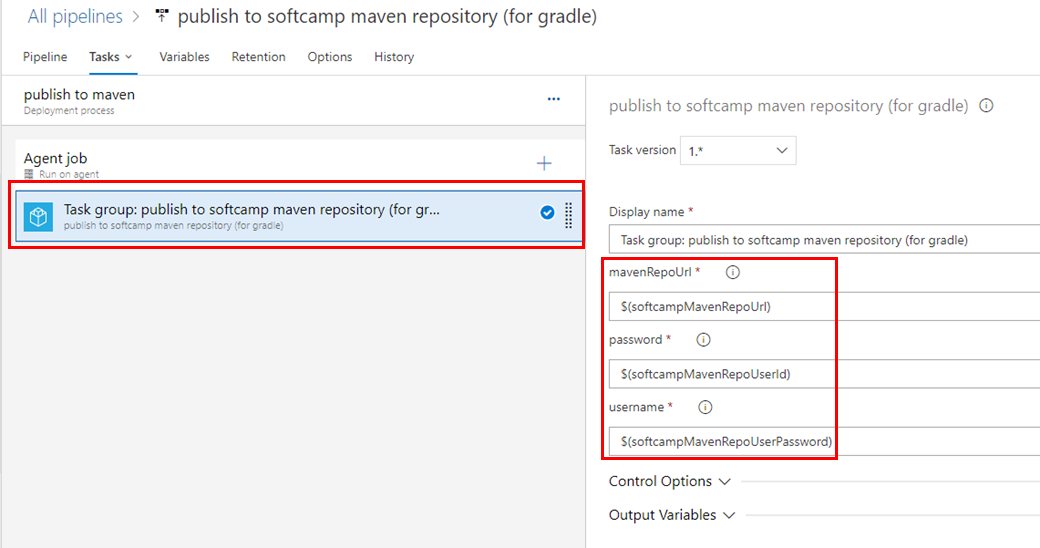 All pipelines > publish to softcamp maven repository (for gradle)
Pipeline Tasks Variables Retention Options History
publish to maven
Deployment process
...
Agent job
Run on agent
Task group: publish to softcamp maven repository (for gr...
publish to softcamp maven repository (for gradle)
publish to softcamp maven repository (for gradle)
Task version 1.*
Display name *
Task group: publish to softcamp maven repository (for gradle)
mavenRepoUrl *
$(softcampMavenRepoUrl)
password *
$(softcampMavenRepoUserId)
username *
$(softcampMavenRepoUserPassword)
Control Options
Output Variables